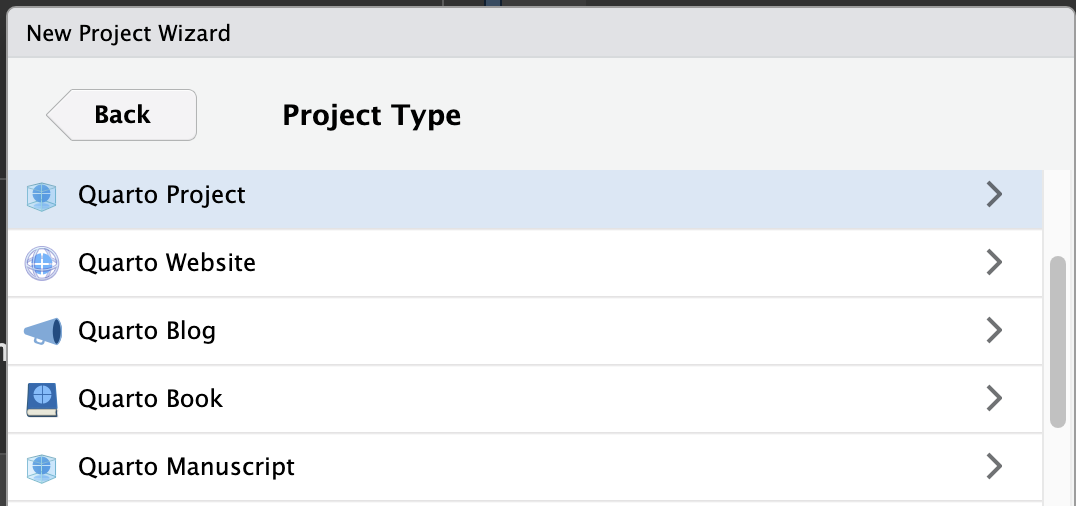 New Project Wizard
Back
Project Type
Quarto Project
Quarto Website
Quarto Blog
Quarto Book
Quarto Manuscript